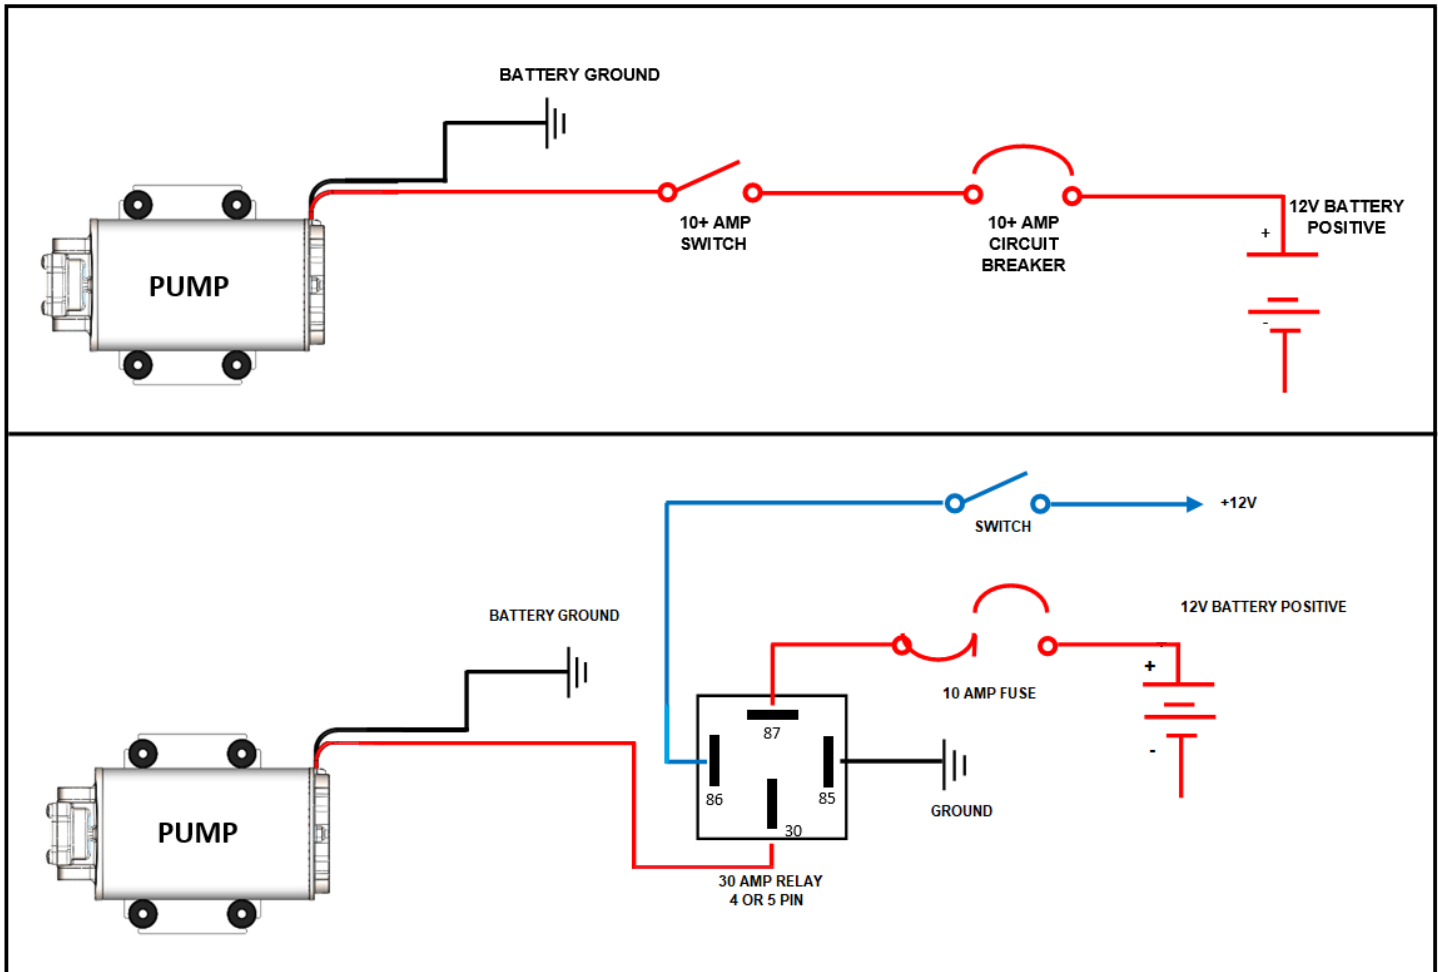 BATTERY GROUND
12V BATTERY
POSITIVE
10+ AMP
SWITCH
10+ AMP
CIRCUIT
BREAKER
+
PUMP
-
+12V
SWITCH
BATTERY GROUND
12V BATTERY POSITIVE
+
10 AMP FUSE
87
-
86
85
GROUND
30
PUMP
30 AMP RELAY
4 OR 5 PIN